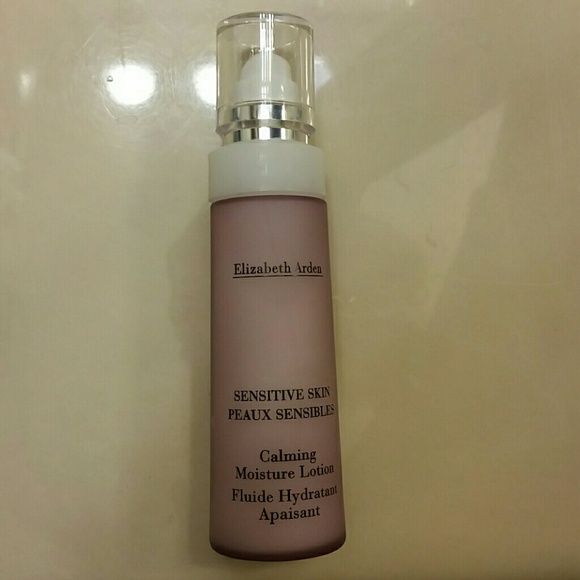 Elizabeth Arden
SENSITIVE SKIN
PEAUX SENSIBLES
Calming
Moisture Lotion
Fluide Hydratant
Apaisant